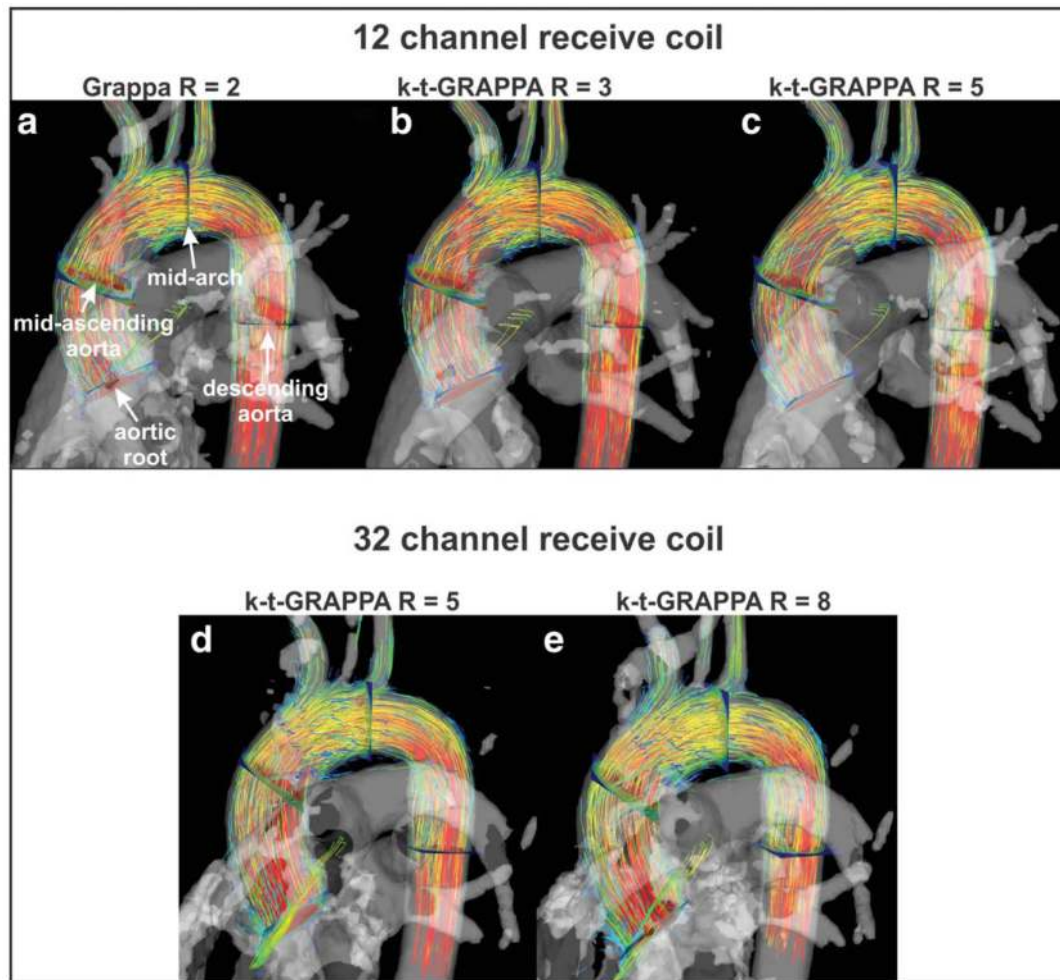 12 channel receive coil
Grappa R = 2
k-t-GRAPPA R = 3
k-t-GRAPPA R = 5
a
b
c
mid-arch
mid-ascending
aorta
descending
aorta
aortic
root
32 channel receive coil
k-t-GRAPPA R = 5
k-t-GRAPPA R = 8
d
e